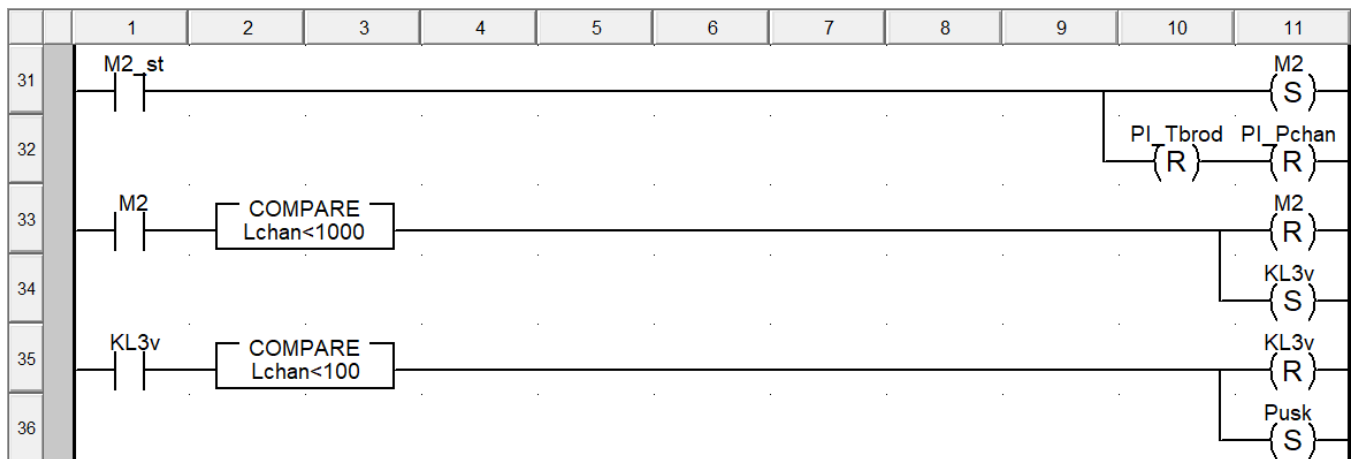 1 2 3 4 5 6 7 8 9 10 11
31 M2_st M2
S
32 PI_Tbrod PI_Pchan
R R
33 M2 COMPARE M2
Lchan<1000 R
34 KL3v
S
35 KL3v COMPARE KL3v
Lchan<100 R
36 Pusk
S